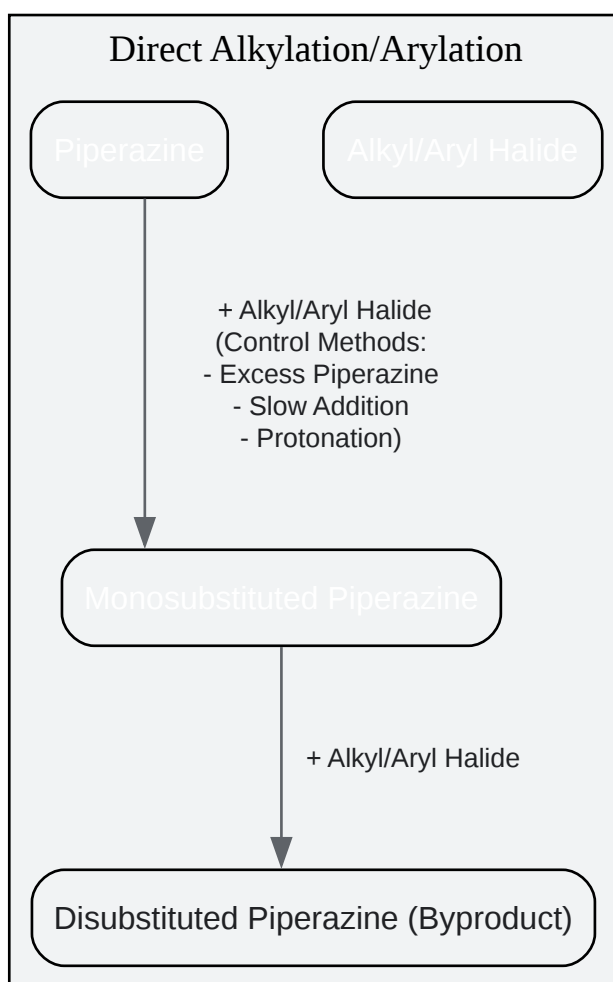 Direct Alkylation/Arylation
Piperazine
Alkyl/Aryl Halide
+ Alkyl/Aryl Halide
(Control Methods:
- Excess Piperazine
- Slow Addition
- Protonation)
Monosubstituted Piperazine
+ Alkyl/Aryl Halide
Disubstituted Piperazine (Byproduct)